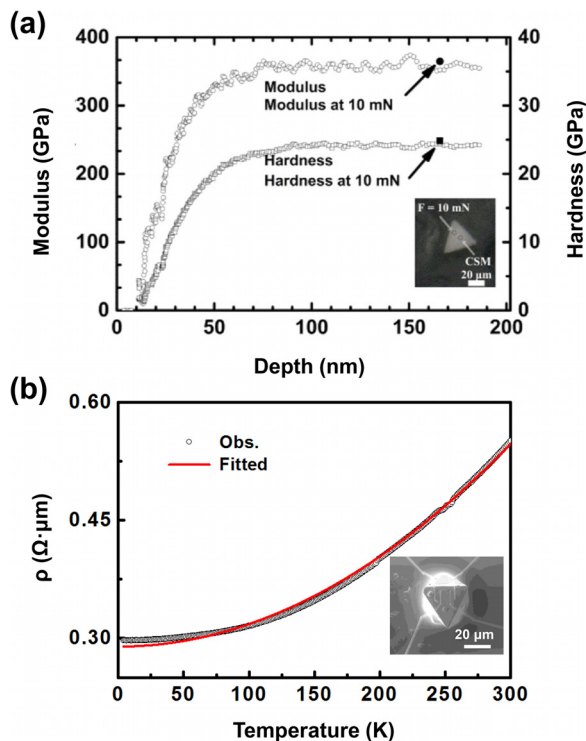 (a)
400
300
200
100
0
Modulus (GPa)
40
30
20
10
0
Hardness (GPa)
Modulus
Modulus at 10 mN
Hardness
Hardness at 10 mN
F = 10 mN
CSM
20 µm
0
50
100
150
200
Depth (nm)
(b)
0.60
0.45
0.30
ρ (Ω·µm)
Obs.
Fitted
20 µm
0
50
100
150
200
250
300
Temperature (K)